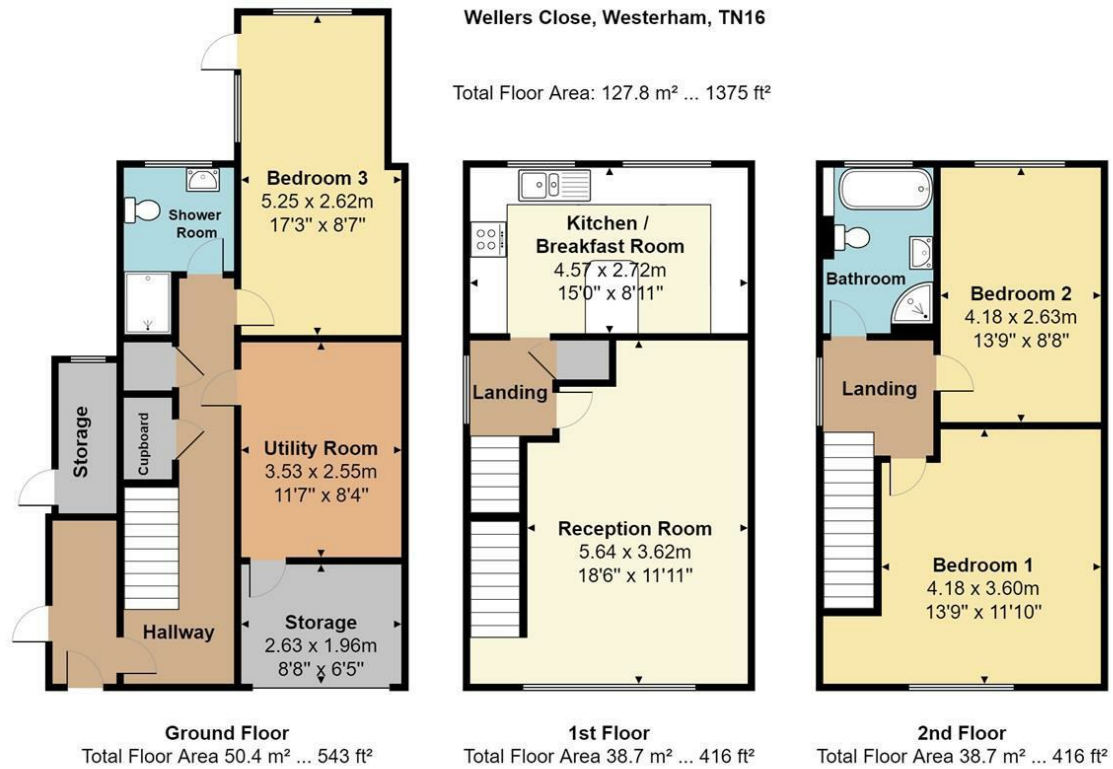 Wellers Close, Westerham, TN16
Total Floor Area: 127.8 m² ... 1375 ft²
Bedroom 3
5.25 x 2.62m
17'3" x 8'7"
Shower
Room
Storage
Cupboard
Utility Room
3.53 x 2.55m
11'7" x 8'4"
Hallway
Storage
2.63 x 1.96m
8'8" x 6'5"
Ground Floor
Total Floor Area 50.4 m² ... 543 ft²
Kitchen /
Breakfast Room
4.57 x 2.72m
15'0" x 8'11"
Landing
Reception Room
5.64 x 3.62m
18'6" x 11'11"
1st Floor
Total Floor Area 38.7 m² ... 416 ft²
Bathroom
Bedroom 2
4.18 x 2.63m
13'9" x 8'8"
Landing
Bedroom 1
4.18 x 3.60m
13'9" x 11'10"
2nd Floor
Total Floor Area 38.7 m² ... 416 ft²